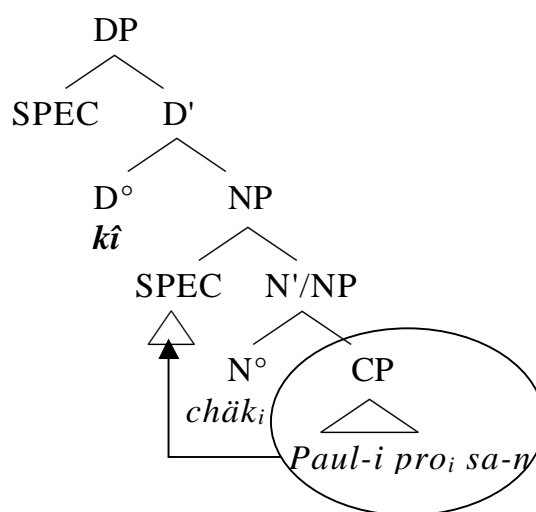 DP
SPEC D'
D° NP
kî
SPEC N'/NP
N° CP
chäkᵢ
Paul-i proᵢ sa-n